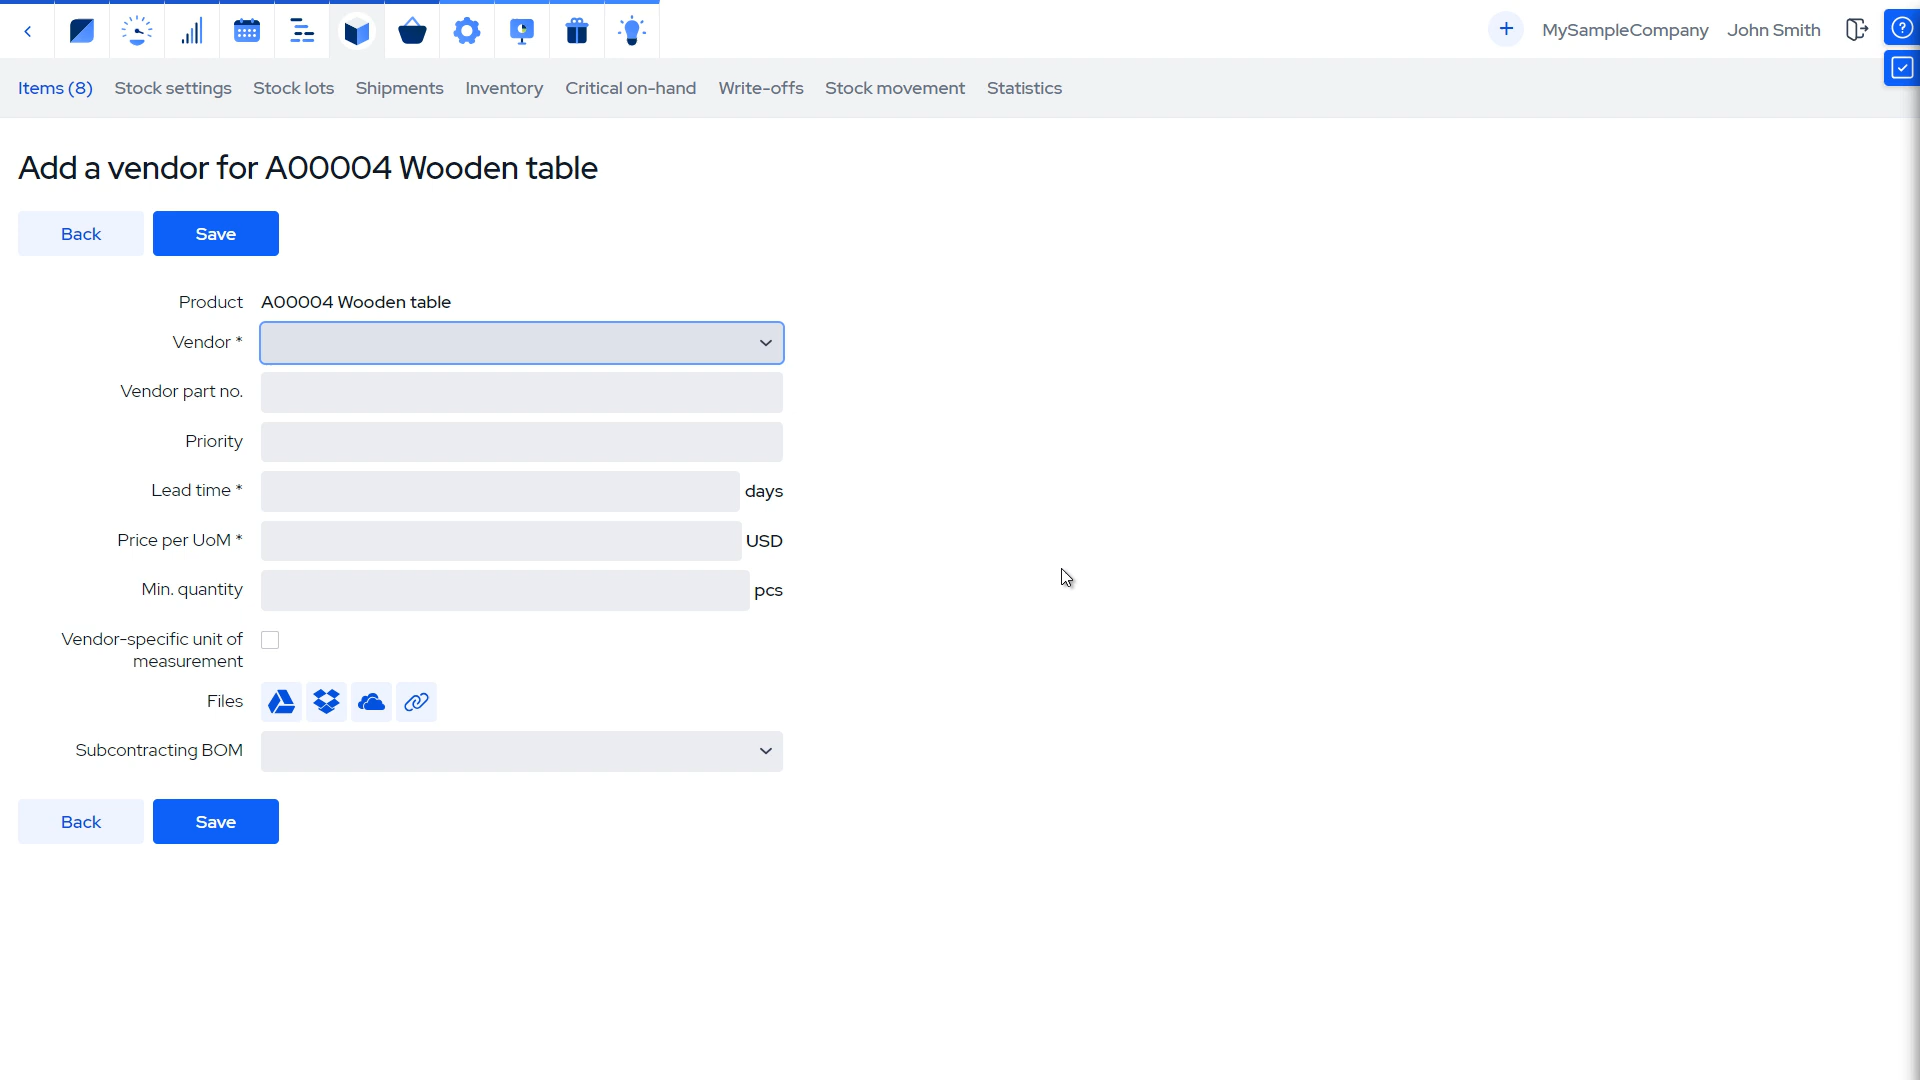 MySampleCompany John Smith
Items (8) Stock settings Stock lots Shipments Inventory Critical on-hand Write-offs Stock movement Statistics
Add a vendor for A00004 Wooden table
Back Save
Product A00004 Wooden table
Vendor *
Vendor part no.
Priority
Lead time * days
Price per UoM * USD
Min. quantity pcs
Vendor-specific unit of
measurement
Files
Subcontracting BOM
Back Save